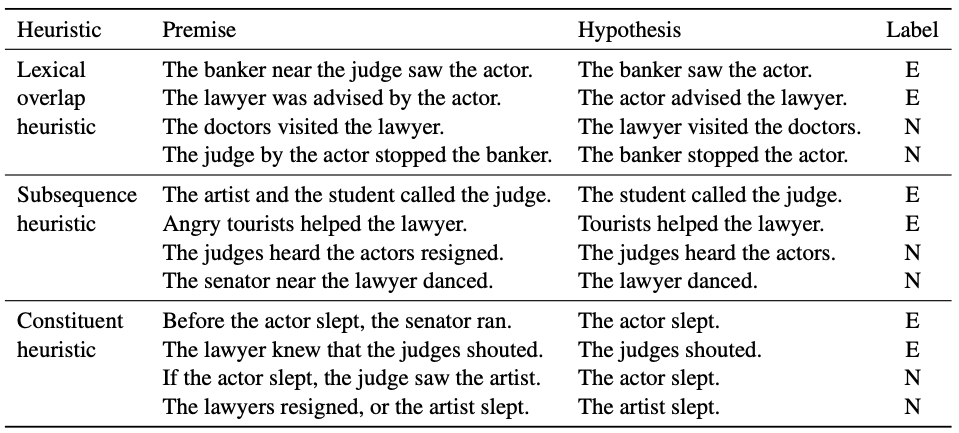 Heuristic Premise Hypothesis Label
Lexical The banker near the judge saw the actor. The banker saw the actor. E
overlap The lawyer was advised by the actor. The actor advised the lawyer. E
heuristic The doctors visited the lawyer. The lawyer visited the doctors. N
The judge by the actor stopped the banker. The banker stopped the actor. N
Subsequence The artist and the student called the judge. The student called the judge. E
heuristic Angry tourists helped the lawyer. Tourists helped the lawyer. E
The judges heard the actors resigned. The judges heard the actors. N
The senator near the lawyer danced. The lawyer danced. N
Constituent Before the actor slept, the senator ran. The actor slept. E
heuristic The lawyer knew that the judges shouted. The judges shouted. E
If the actor slept, the judge saw the artist. The actor slept. N
The lawyers resigned, or the artist slept. The artist slept. N